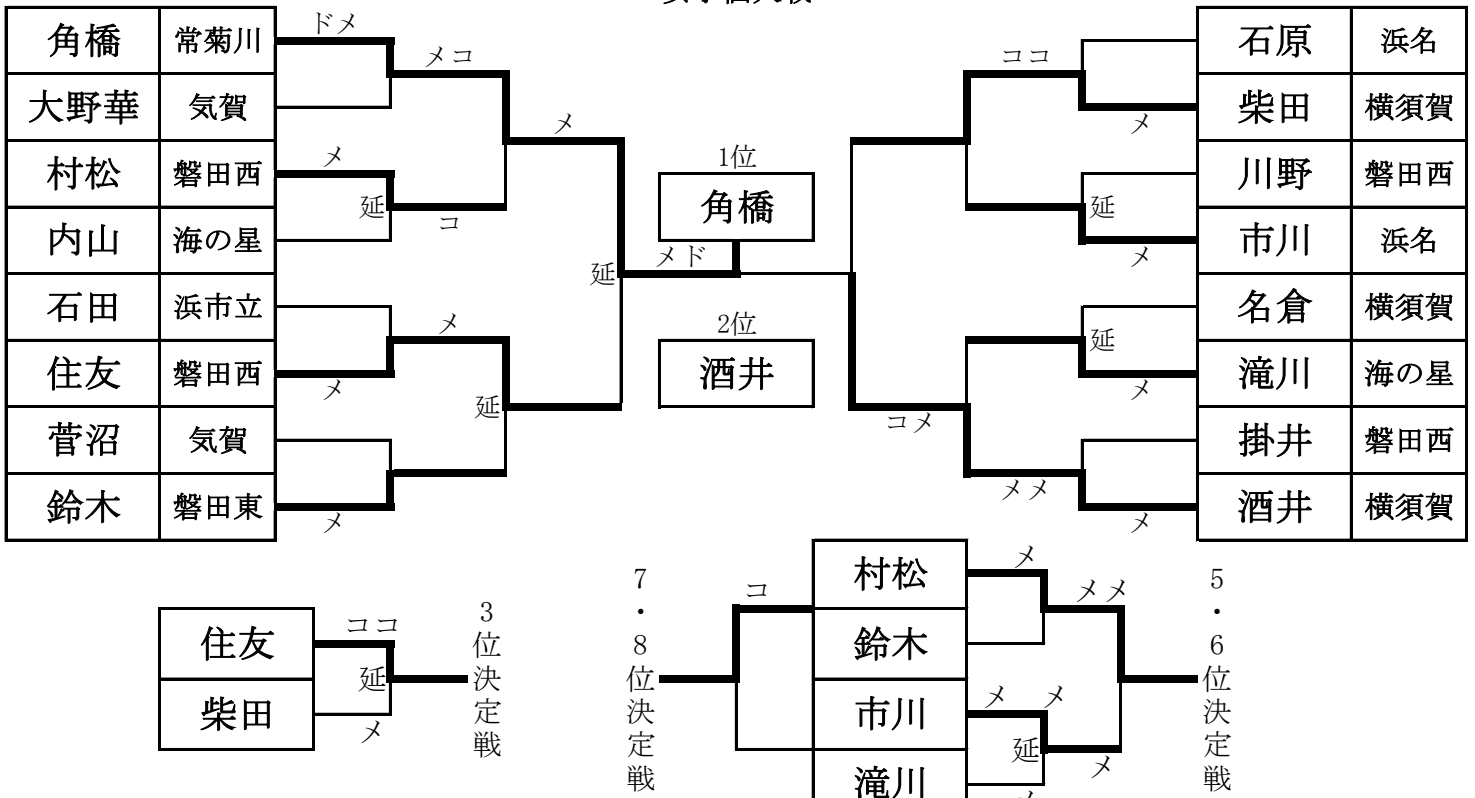 角橋 常菊川
大野華 気賀
村松 磐田西
内山 海の星
石田 浜市立
住友 磐田西
菅沼 気賀
鈴木 磐田東
ドメ
メコ
メ
メ
延
コ
延
メド
メ
メ
延
メ
1位
角橋
2位
酒井
石原 浜名
柴田 横須賀
川野 磐田西
市川 浜名
名倉 横須賀
滝川 海の星
掛井 磐田西
酒井 横須賀
ココ
メ
延
メ
延
メ
コメ
メメ
メ
住友
柴田
ココ
延
メ
3位決定戦
7・8位決定戦
コ
村松
鈴木
市川
滝川
メ
メメ
メ メ
延
メ
メ
5・6位決定戦